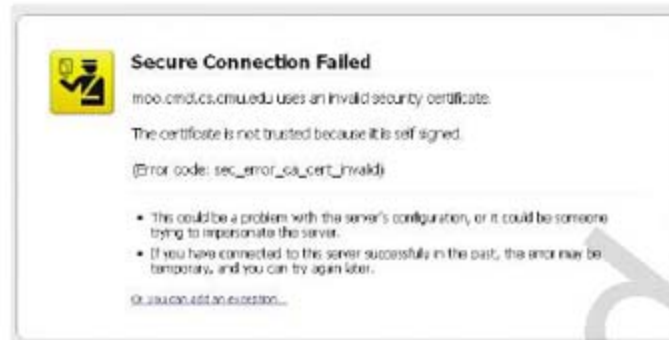 Secure Connection Failed
moo.cmcl.cs.cmu.edu uses an invalid security certificate.
The certificate is not trusted because it is self signed.
(Error code: sec_error_ca_cert_invalid)
• This could be a problem with the server's configuration, or it could be someone
trying to impersonate the server.
• If you have connected to this server successfully in the past, the error may be
temporary, and you can try again later.
Or you can add an exception...